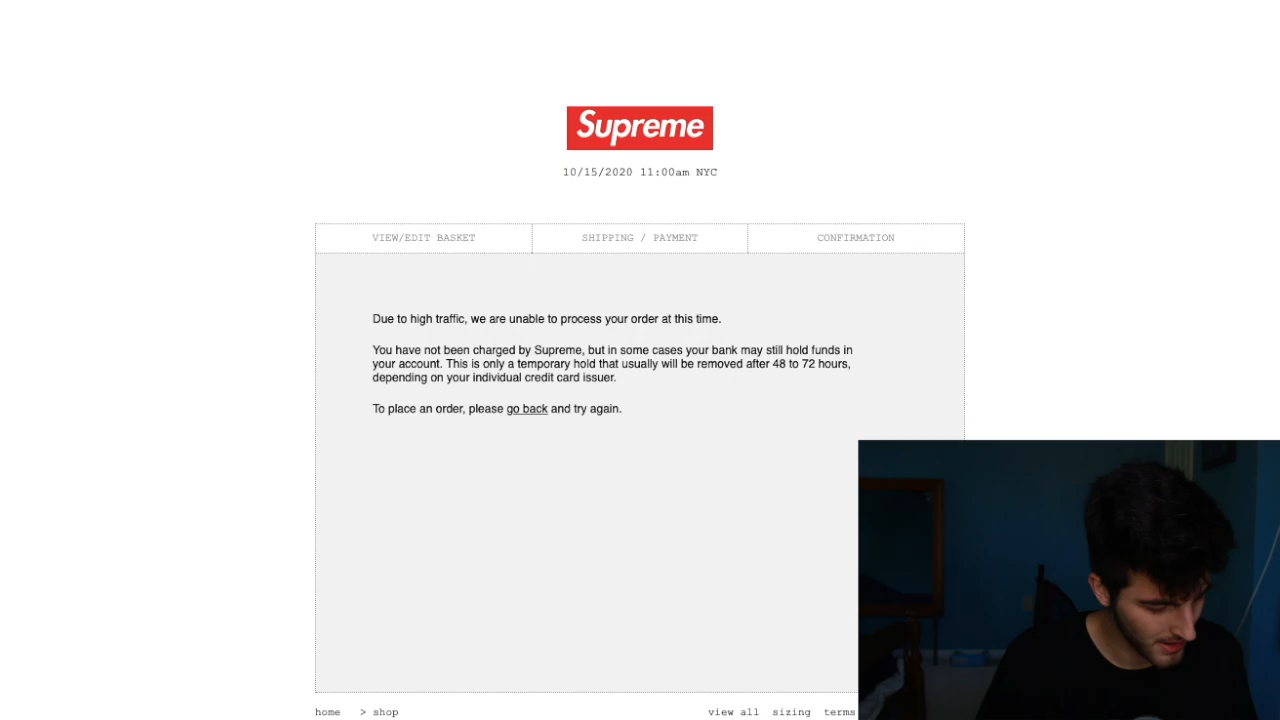 Supreme
10/15/2020 11:00am NYC
VIEW/EDIT BASKET
SHIPPING / PAYMENT
CONFIRMATION
Due to high traffic, we are unable to process your order at this time.
You have not been charged by Supreme, but in some cases your bank may still hold funds in
your account. This is only a temporary hold that usually will be removed after 48 to 72 hours,
depending on your individual credit card issuer.
To place an order, please go back and try again.
home > shop
view all sizing terms